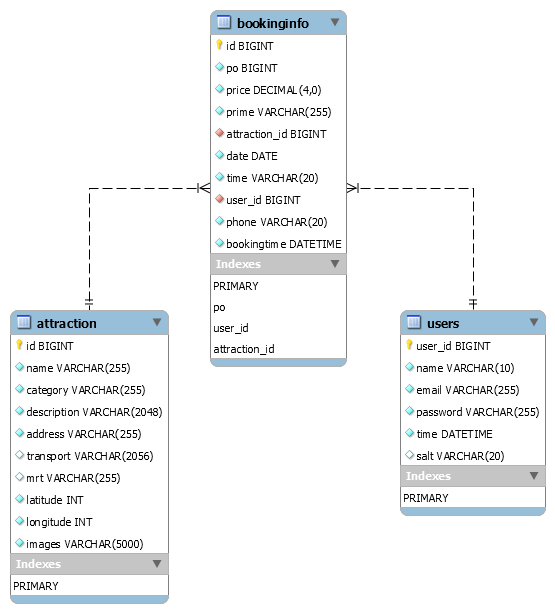 bookinginfo
id BIGINT
po BIGINT
price DECIMAL(4,0)
prime VARCHAR(255)
attraction_id BIGINT
date DATE
time VARCHAR(20)
user_id BIGINT
phone VARCHAR(20)
bookingtime DATETIME
Indexes
PRIMARY
po
user_id
attraction_id
attraction
id BIGINT
name VARCHAR(255)
category VARCHAR(255)
description VARCHAR(2048)
address VARCHAR(255)
transport VARCHAR(2056)
mrt VARCHAR(255)
latitude INT
longitude INT
images VARCHAR(5000)
Indexes
PRIMARY
users
user_id BIGINT
name VARCHAR(10)
email VARCHAR(255)
password VARCHAR(255)
time DATETIME
salt VARCHAR(20)
Indexes
PRIMARY